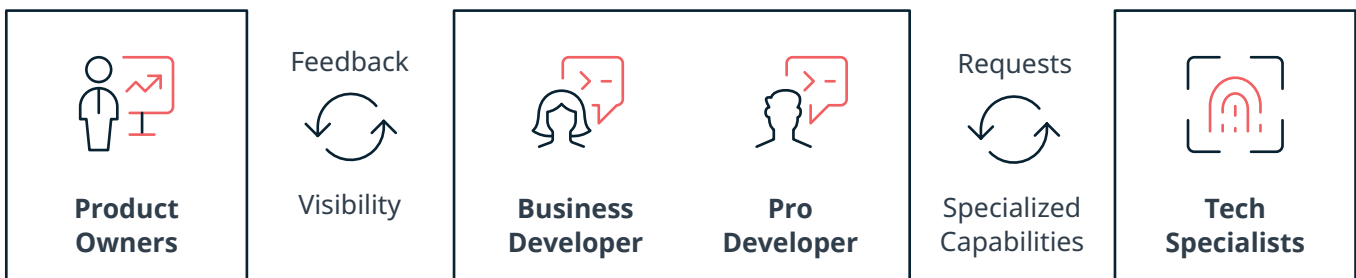 Product
Owners
Feedback
Visibility
Business
Developer
Pro
Developer
Requests
Specialized
Capabilities
Tech
Specialists